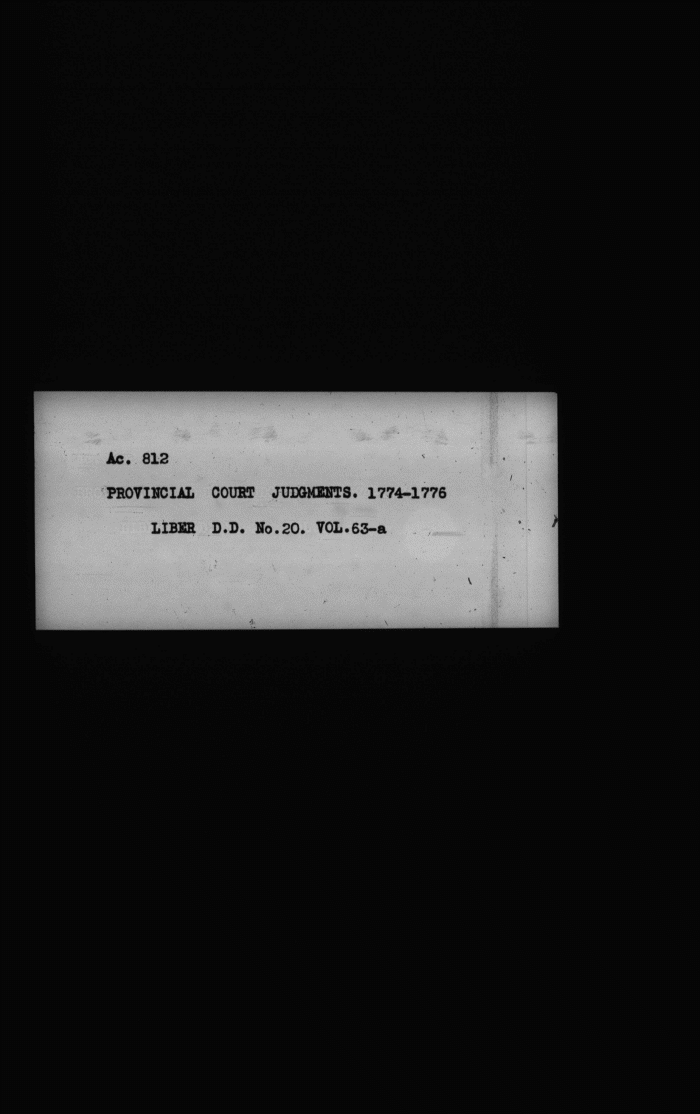 Ac. 812
PROVINCIAL COURT JUDGMENTS. 1774-1776
LIBER D.D. No.20. VOL.63-a